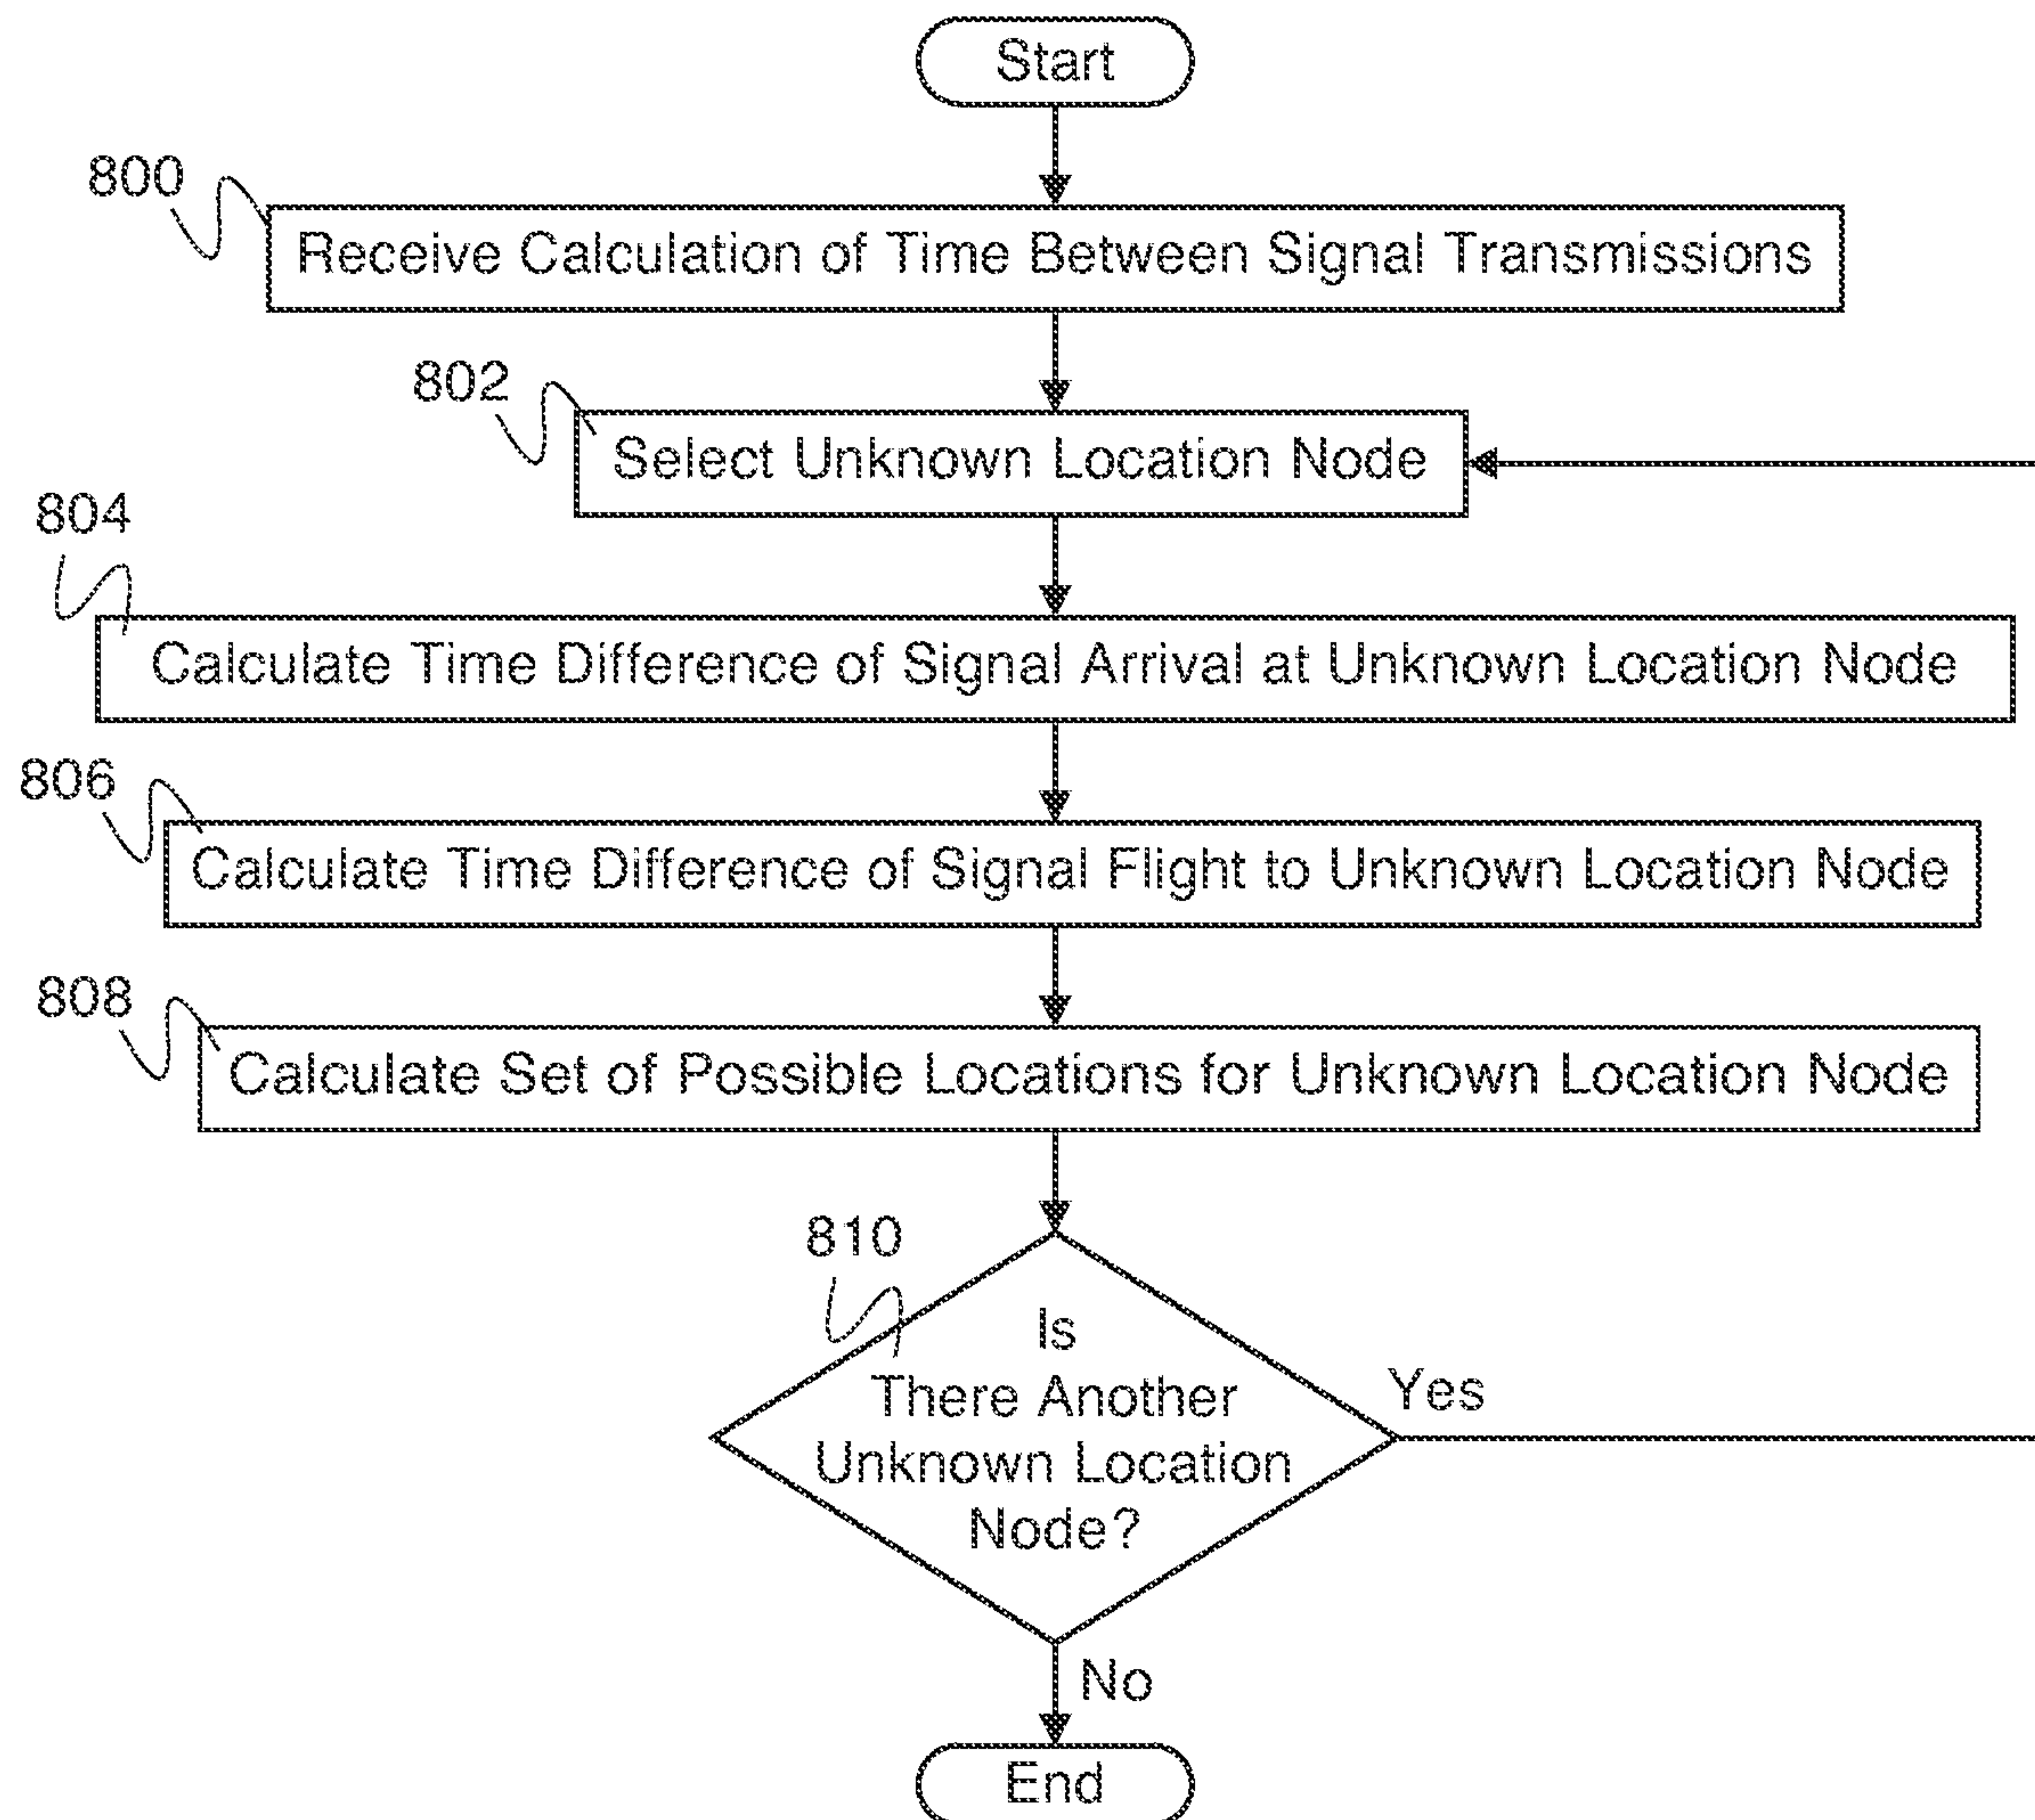 Start
800
Receive Calculation of Time Between Signal Transmissions
802
Select Unknown Location Node
804
Calculate Time Difference of Signal Arrival at Unknown Location Node
806
Calculate Time Difference of Signal Flight to Unknown Location Node
808
Calculate Set of Possible Locations for Unknown Location Node
810
Is
There Another
Unknown Location
Node?
Yes
No
End